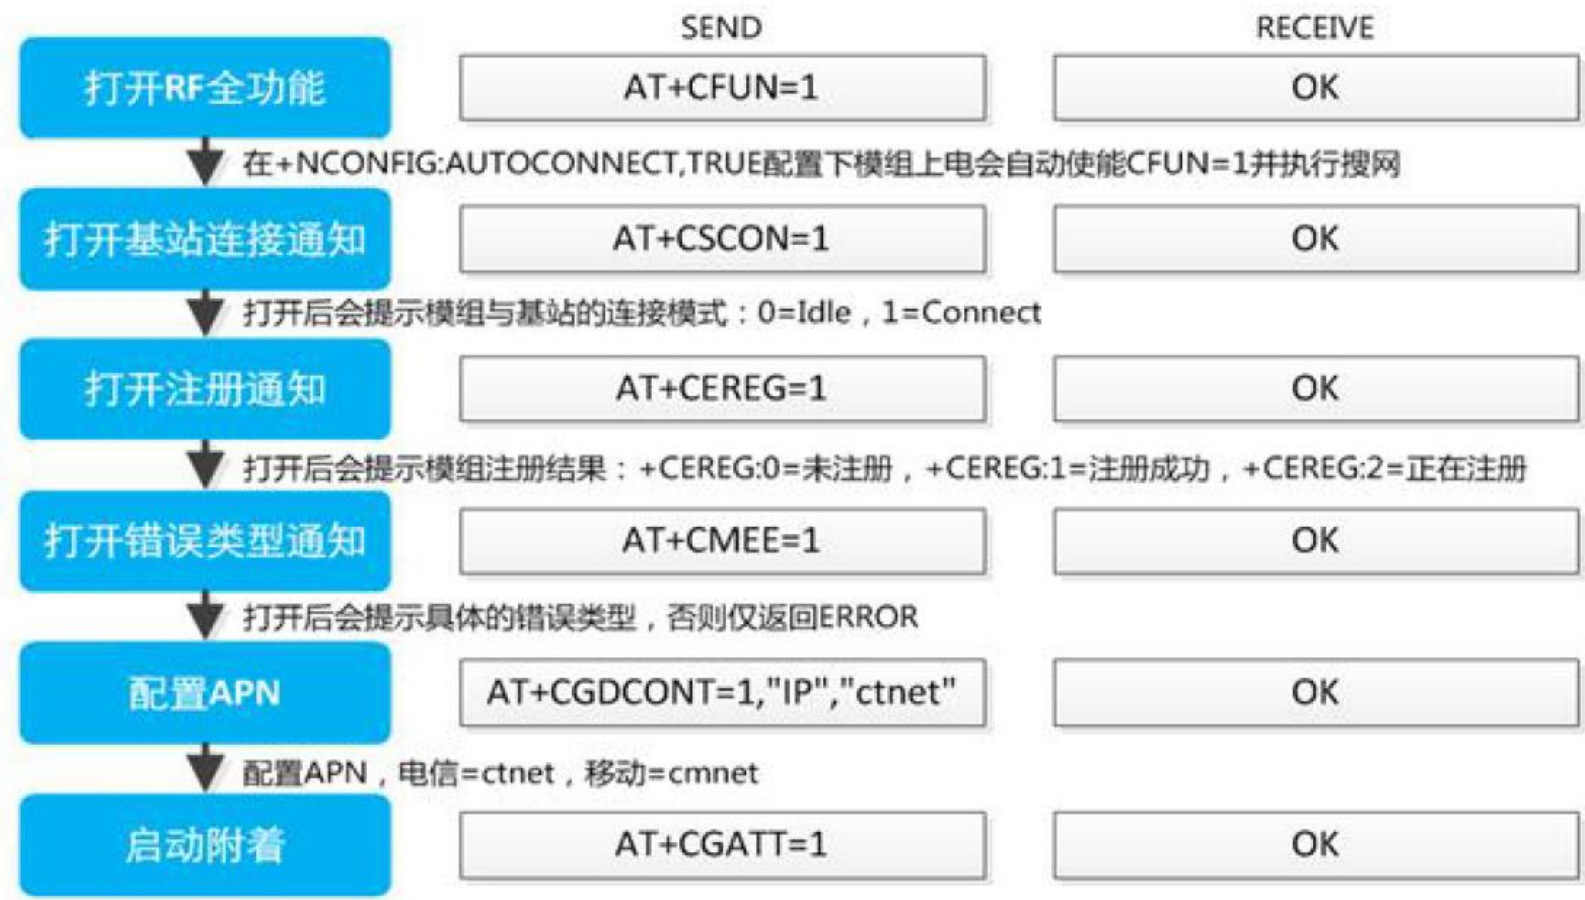 SEND RECEIVE
打开RF全功能 AT+CFUN=1 OK
在+NCONFIG:AUTOCONNECT,TRUE配置下模组上电会自动使能CFUN=1并执行搜网
打开基站连接通知 AT+CSCON=1 OK
打开后会提示模组与基站的连接模式：0=Idle，1=Connect
打开注册通知 AT+CEREG=1 OK
打开后会提示模组注册结果：+CEREG:0=未注册，+CEREG:1=注册成功，+CEREG:2=正在注册
打开错误类型通知 AT+CMEE=1 OK
打开后会提示具体的错误类型，否则仅返回ERROR
配置APN AT+CGDCONT=1,"IP","ctnet" OK
配置APN，电信=ctnet，移动=cmnet
启动附着 AT+CGATT=1 OK